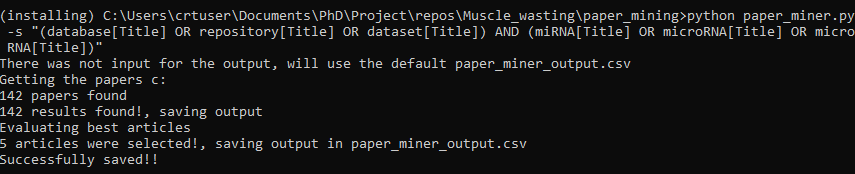 (installing) C:\Users\crtuser\Documents\PhD\Project\repos\Muscle_wasting\paper_mining>python paper_miner.py
 -s "(database[Title] OR repository[Title] OR dataset[Title]) AND (miRNA[Title] OR microRNA[Title] OR micro
 RNA[Title])"
There was not input for the output, will use the default paper_miner_output.csv
Getting the papers c:
142 papers found
142 results found!, saving output
Evaluating best articles
5 articles were selected!, saving output in paper_miner_output.csv
Successfully saved!!